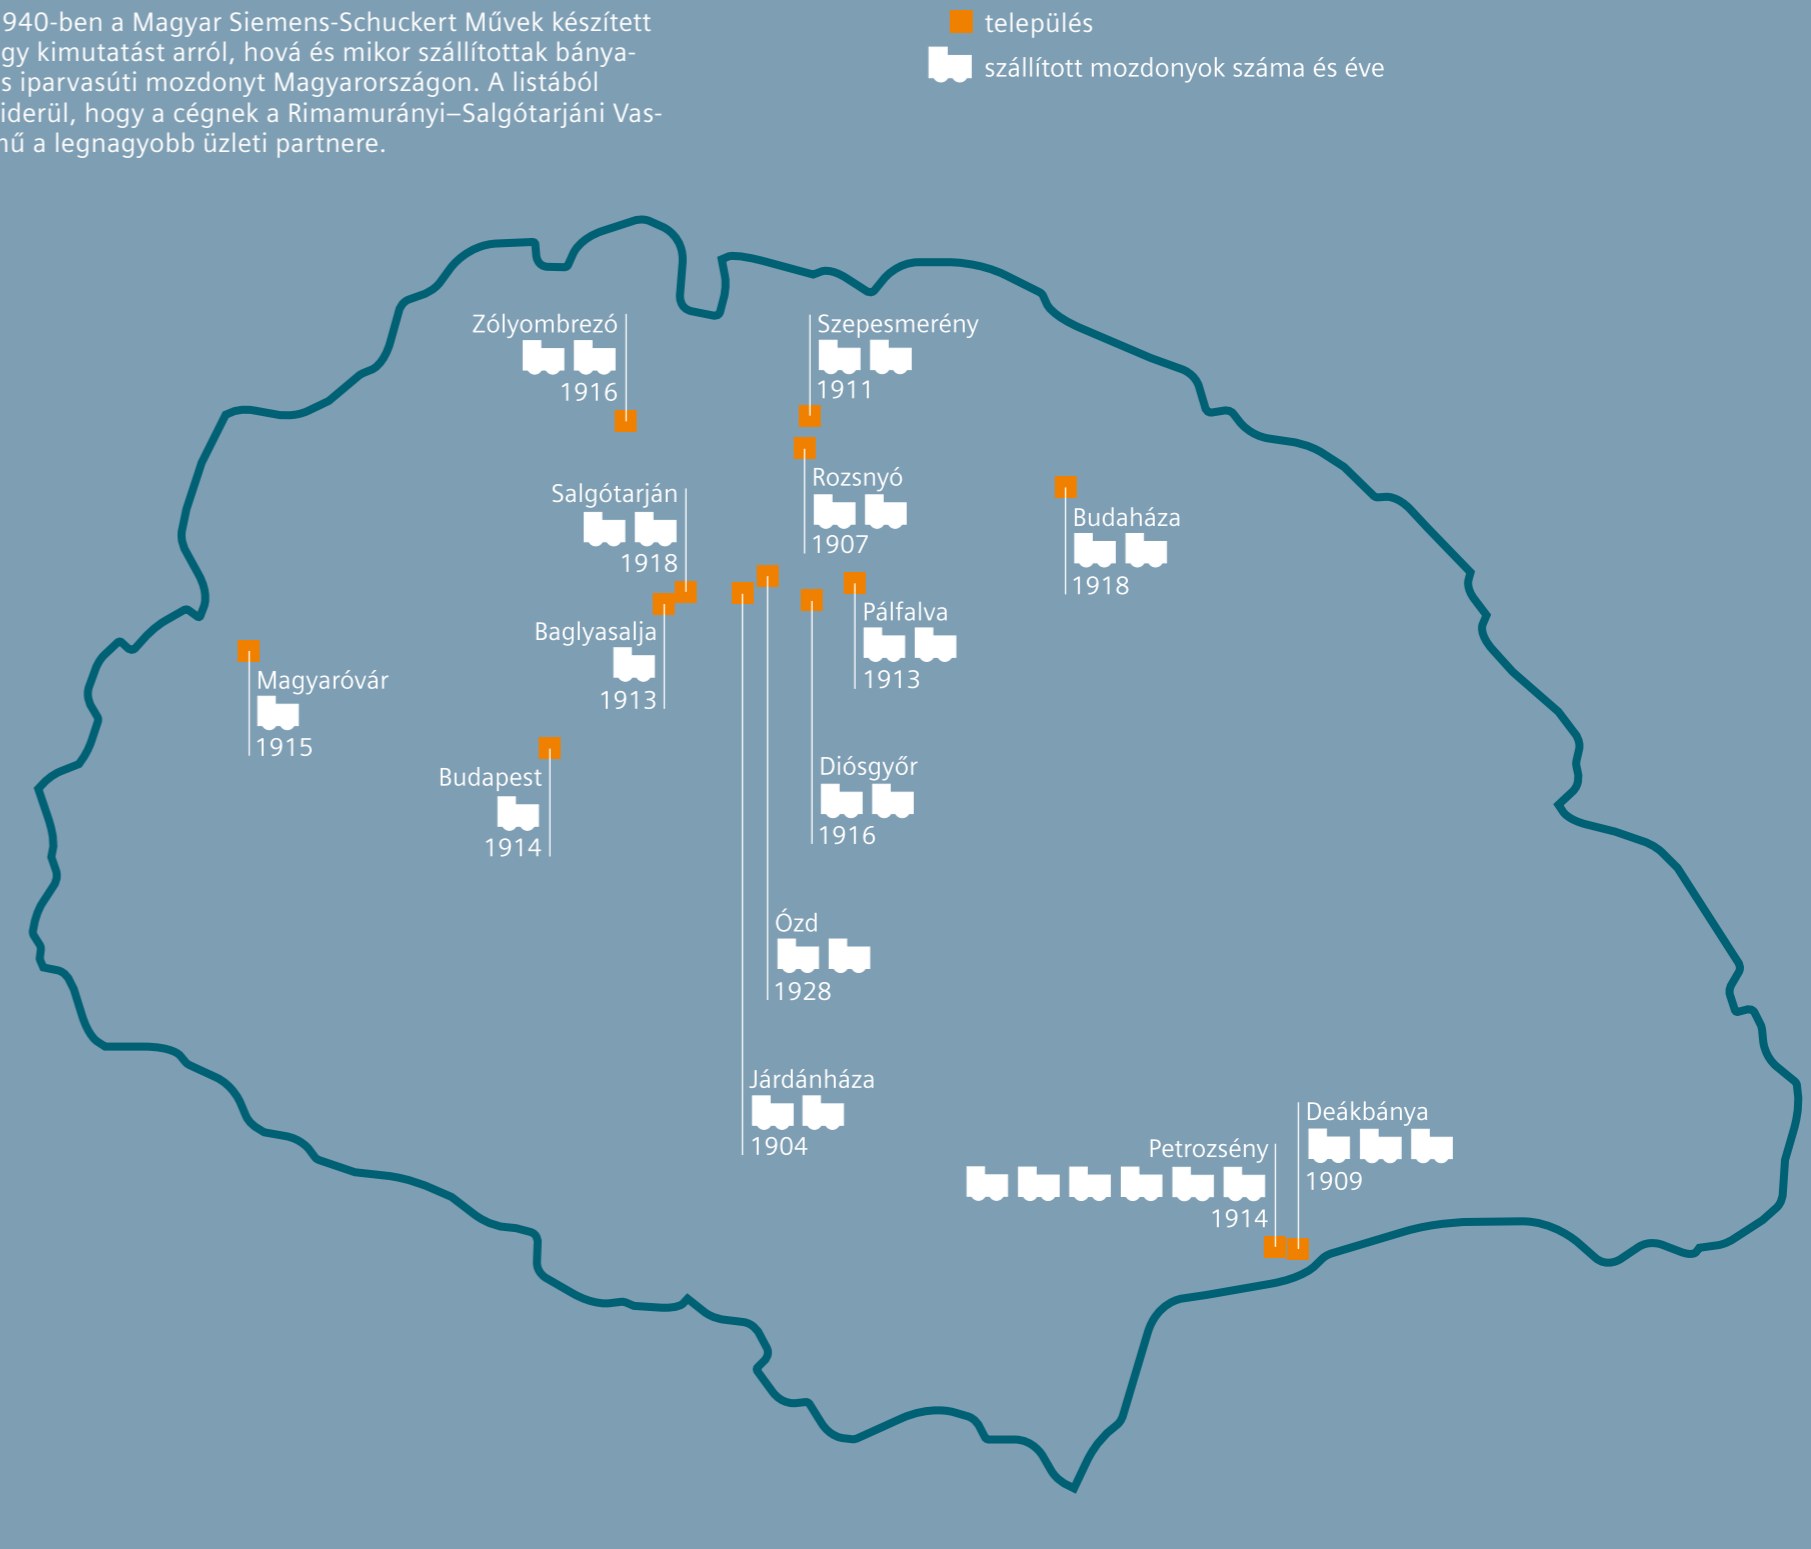 940-ben a Magyar Siemens-Schuckert Művek készített
gy kimutatást arról, hová és mikor szállítottak bánya-
s iparvasúti mozdonyt Magyarországon. A listából
iderül, hogy a cégnek a Rimamurányi–Salgótarjáni Vas-
mű a legnagyobb üzleti partnere.
település
szállított mozdonyok száma és éve
Zólyombrezó
1916
Szepesmerény
1911
Rozsnyó
1907
Salgótarján
1918
Budaháza
1918
Baglyasalja
1913
Pálfalva
1913
Magyaróvár
1915
Budapest
1914
Diósgyőr
1916
Ózd
1928
Járdánháza
1904
Petrozsény
1914
Deákbánya
1909